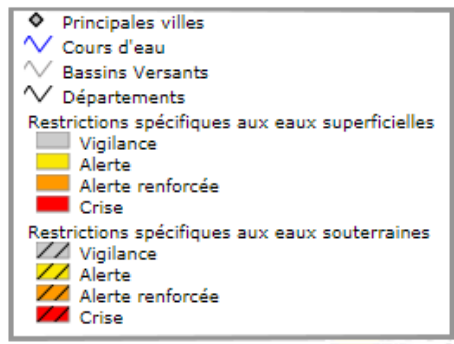 Principales villes
Cours d'eau
Bassins Versants
Départements
Restrictions spécifiques aux eaux superficielles
Vigilance
Alerte
Alerte renforcée
Crise
Restrictions spécifiques aux eaux souterraines
Vigilance
Alerte
Alerte renforcée
Crise